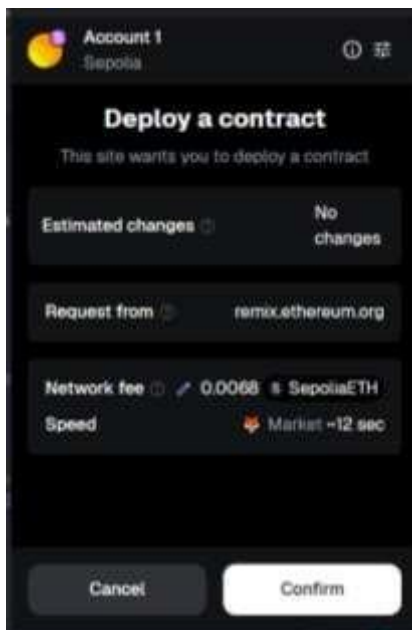 Account 1
Sepolia
Deploy a contract
This site wants you to deploy a contract
Estimated changes
No
changes
Request from
remix.ethereum.org
Network fee 0.0068 SepoliaETH
Speed Market ~12 sec
Cancel
Confirm